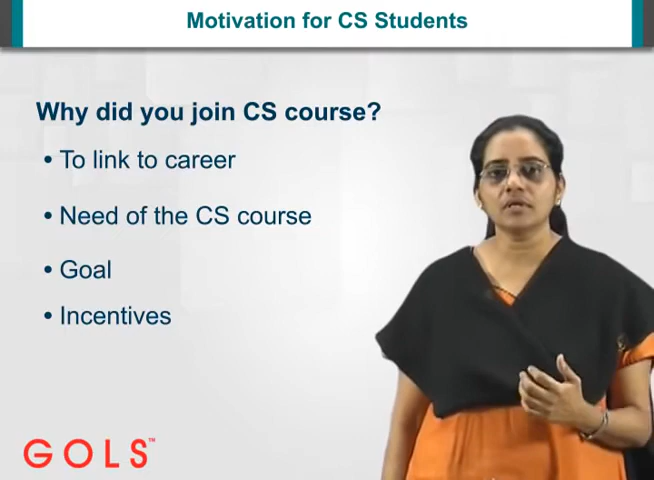 Motivation for CS Students
Why did you join CS course?
• To link to career
• Need of the CS course
• Goal
• Incentives
GOLS™